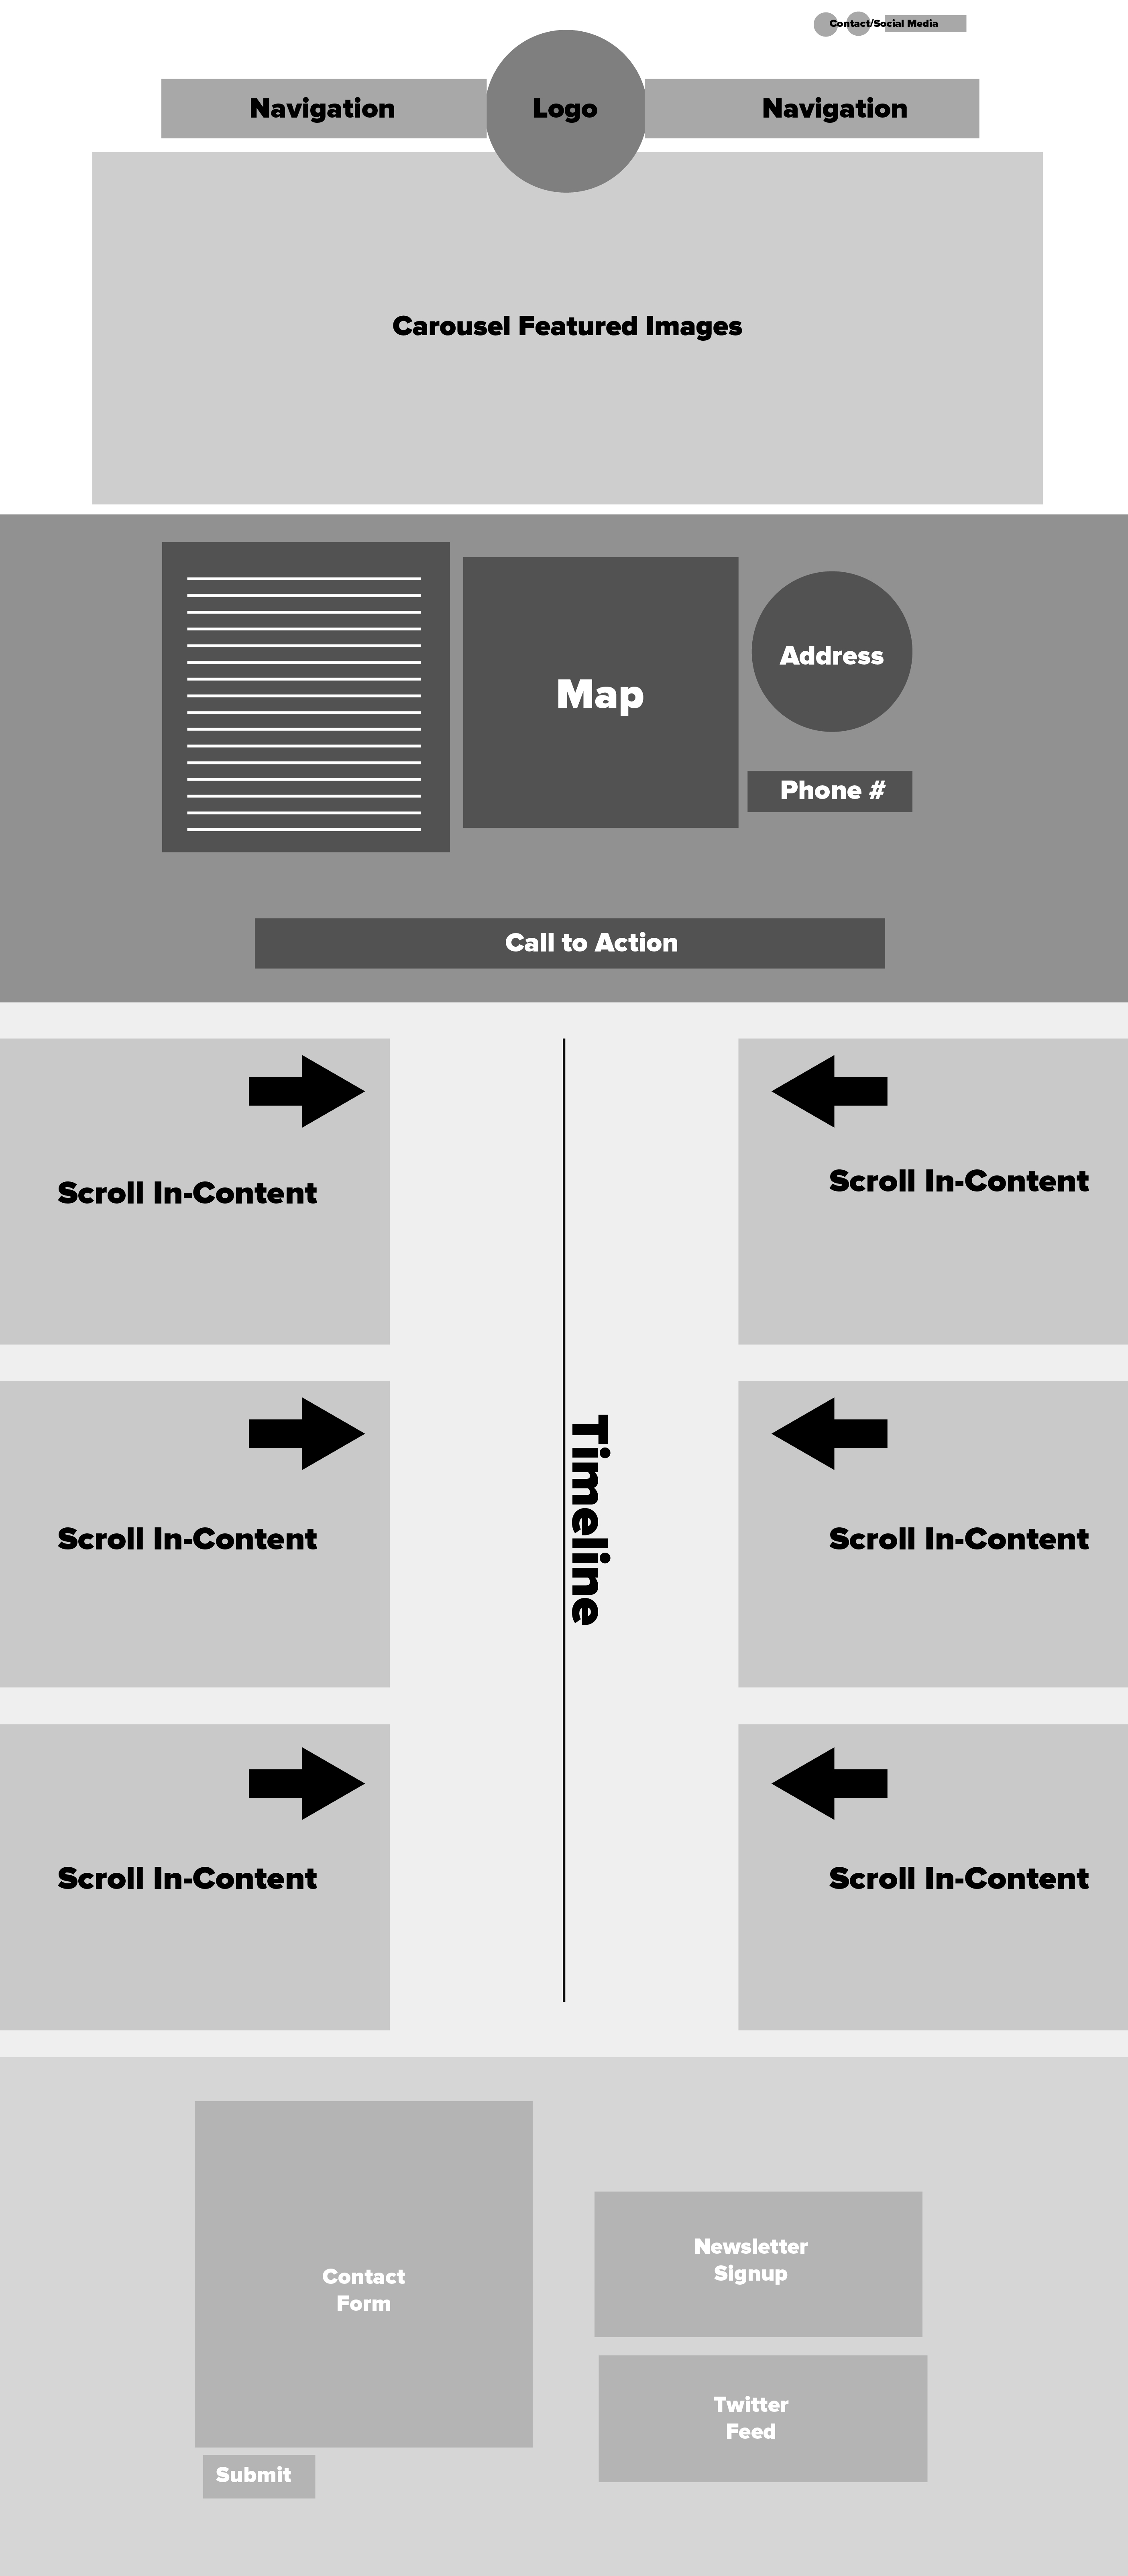 Contact/Social Media
Navigation
Logo
Navigation
Carousel Featured Images
Map
Address
Phone #
Call to Action
Scroll In-Content
Scroll In-Content
Timeline
Scroll In-Content
Scroll In-Content
Scroll In-Content
Scroll In-Content
Contact
Form
Submit
Newsletter
Signup
Twitter
Feed